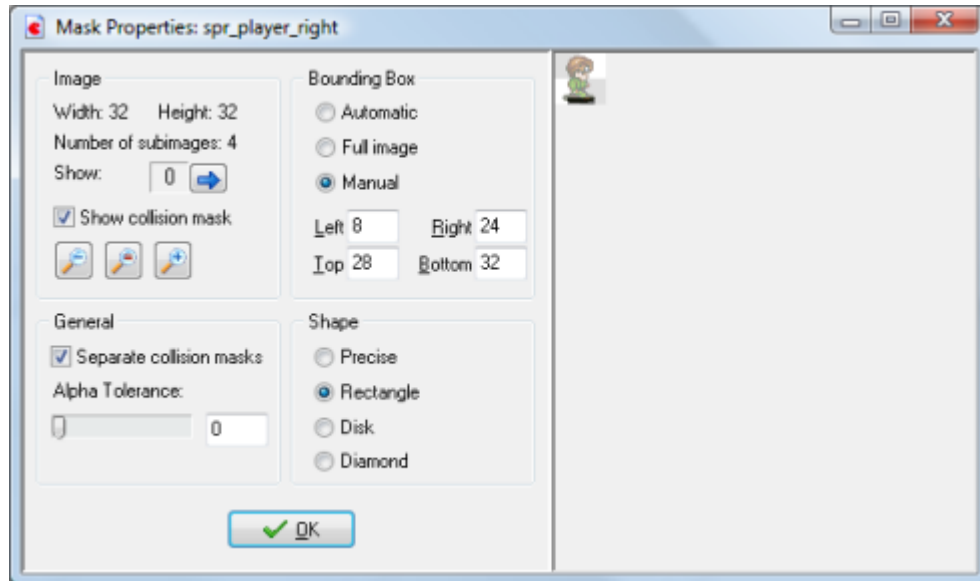 Mask Properties: spr_player_right
Image
Width: 32 Height: 32
Number of subimages: 4
Show: 0
Show collision mask
Bounding Box
Automatic
Full image
Manual
Left 8 Right 24
Top 28 Bottom 32
General
Separate collision masks
Alpha Tolerance:
0
Shape
Precise
Rectangle
Disk
Diamond
OK